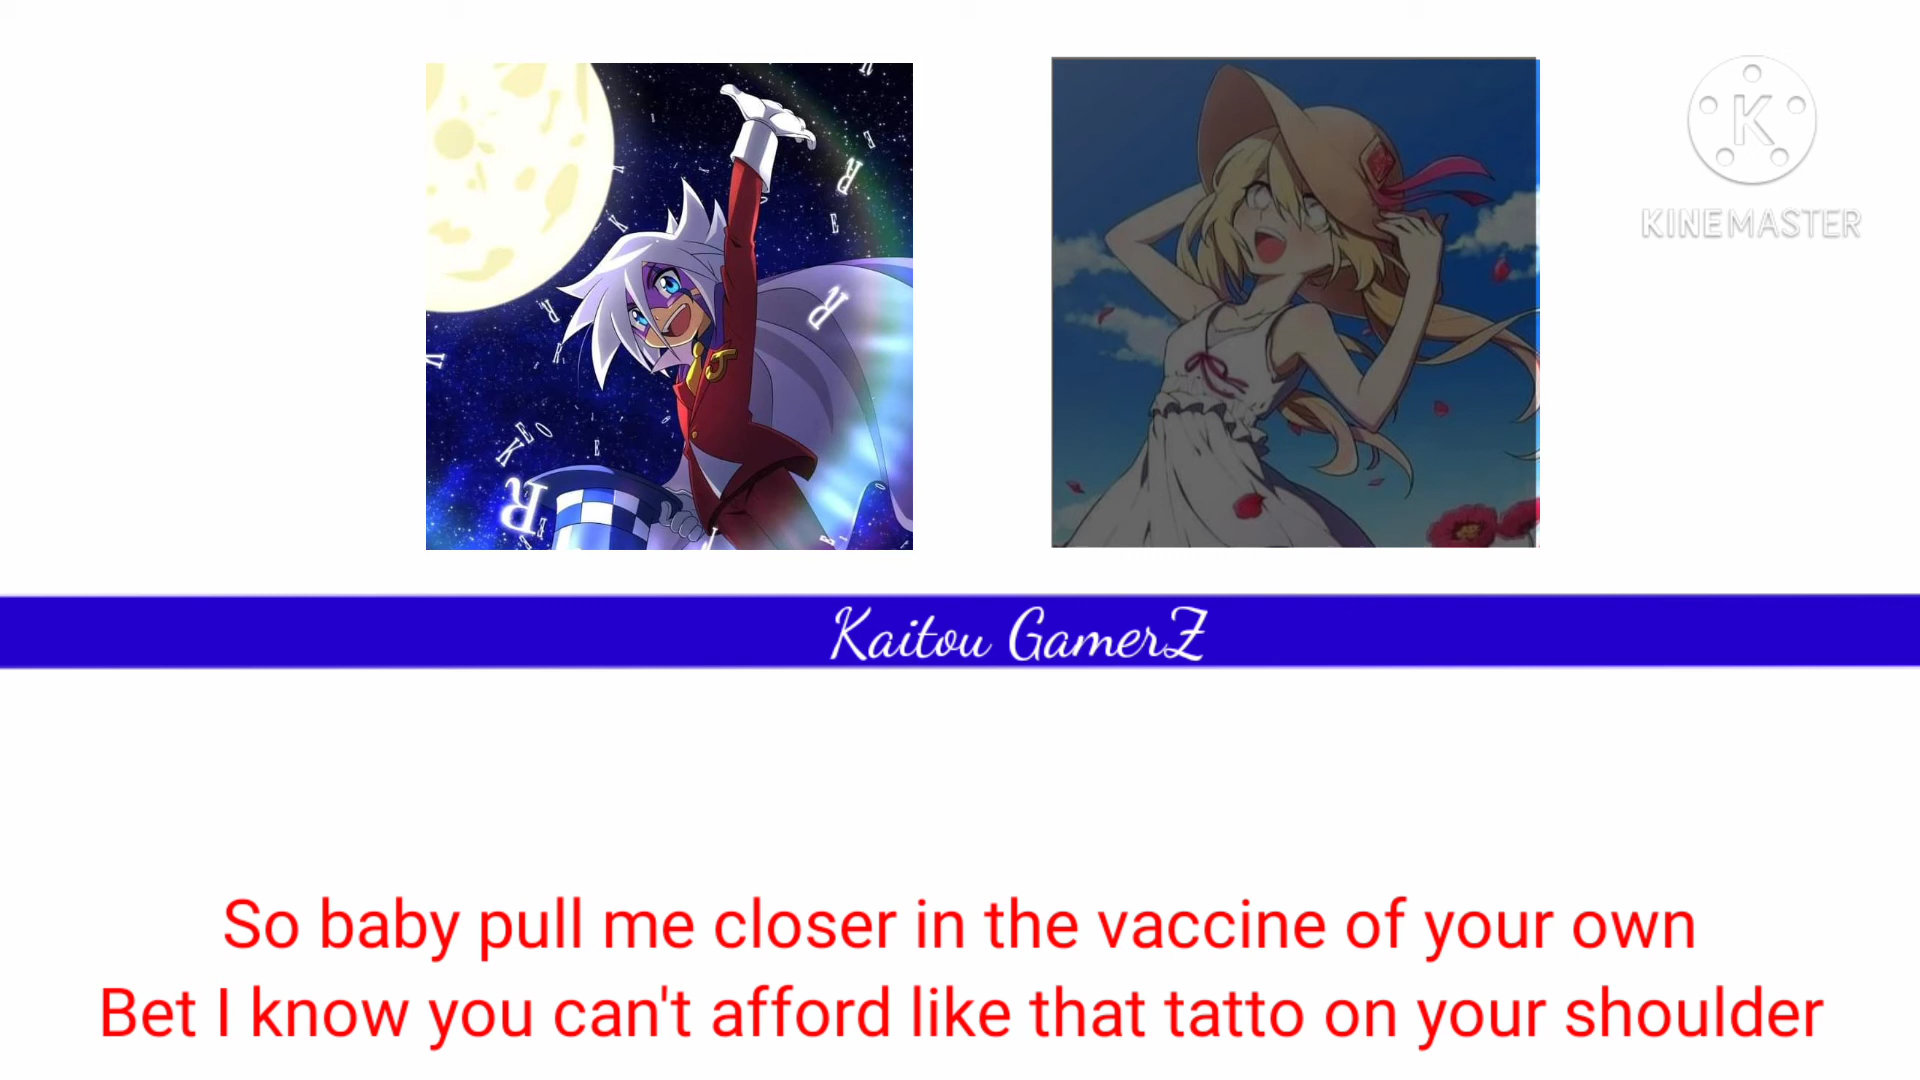 KINEMASTER
Kaitou GamerZ
So baby pull me closer in the vaccine of your own
Bet I know you can't afford like that tatto on your shoulder